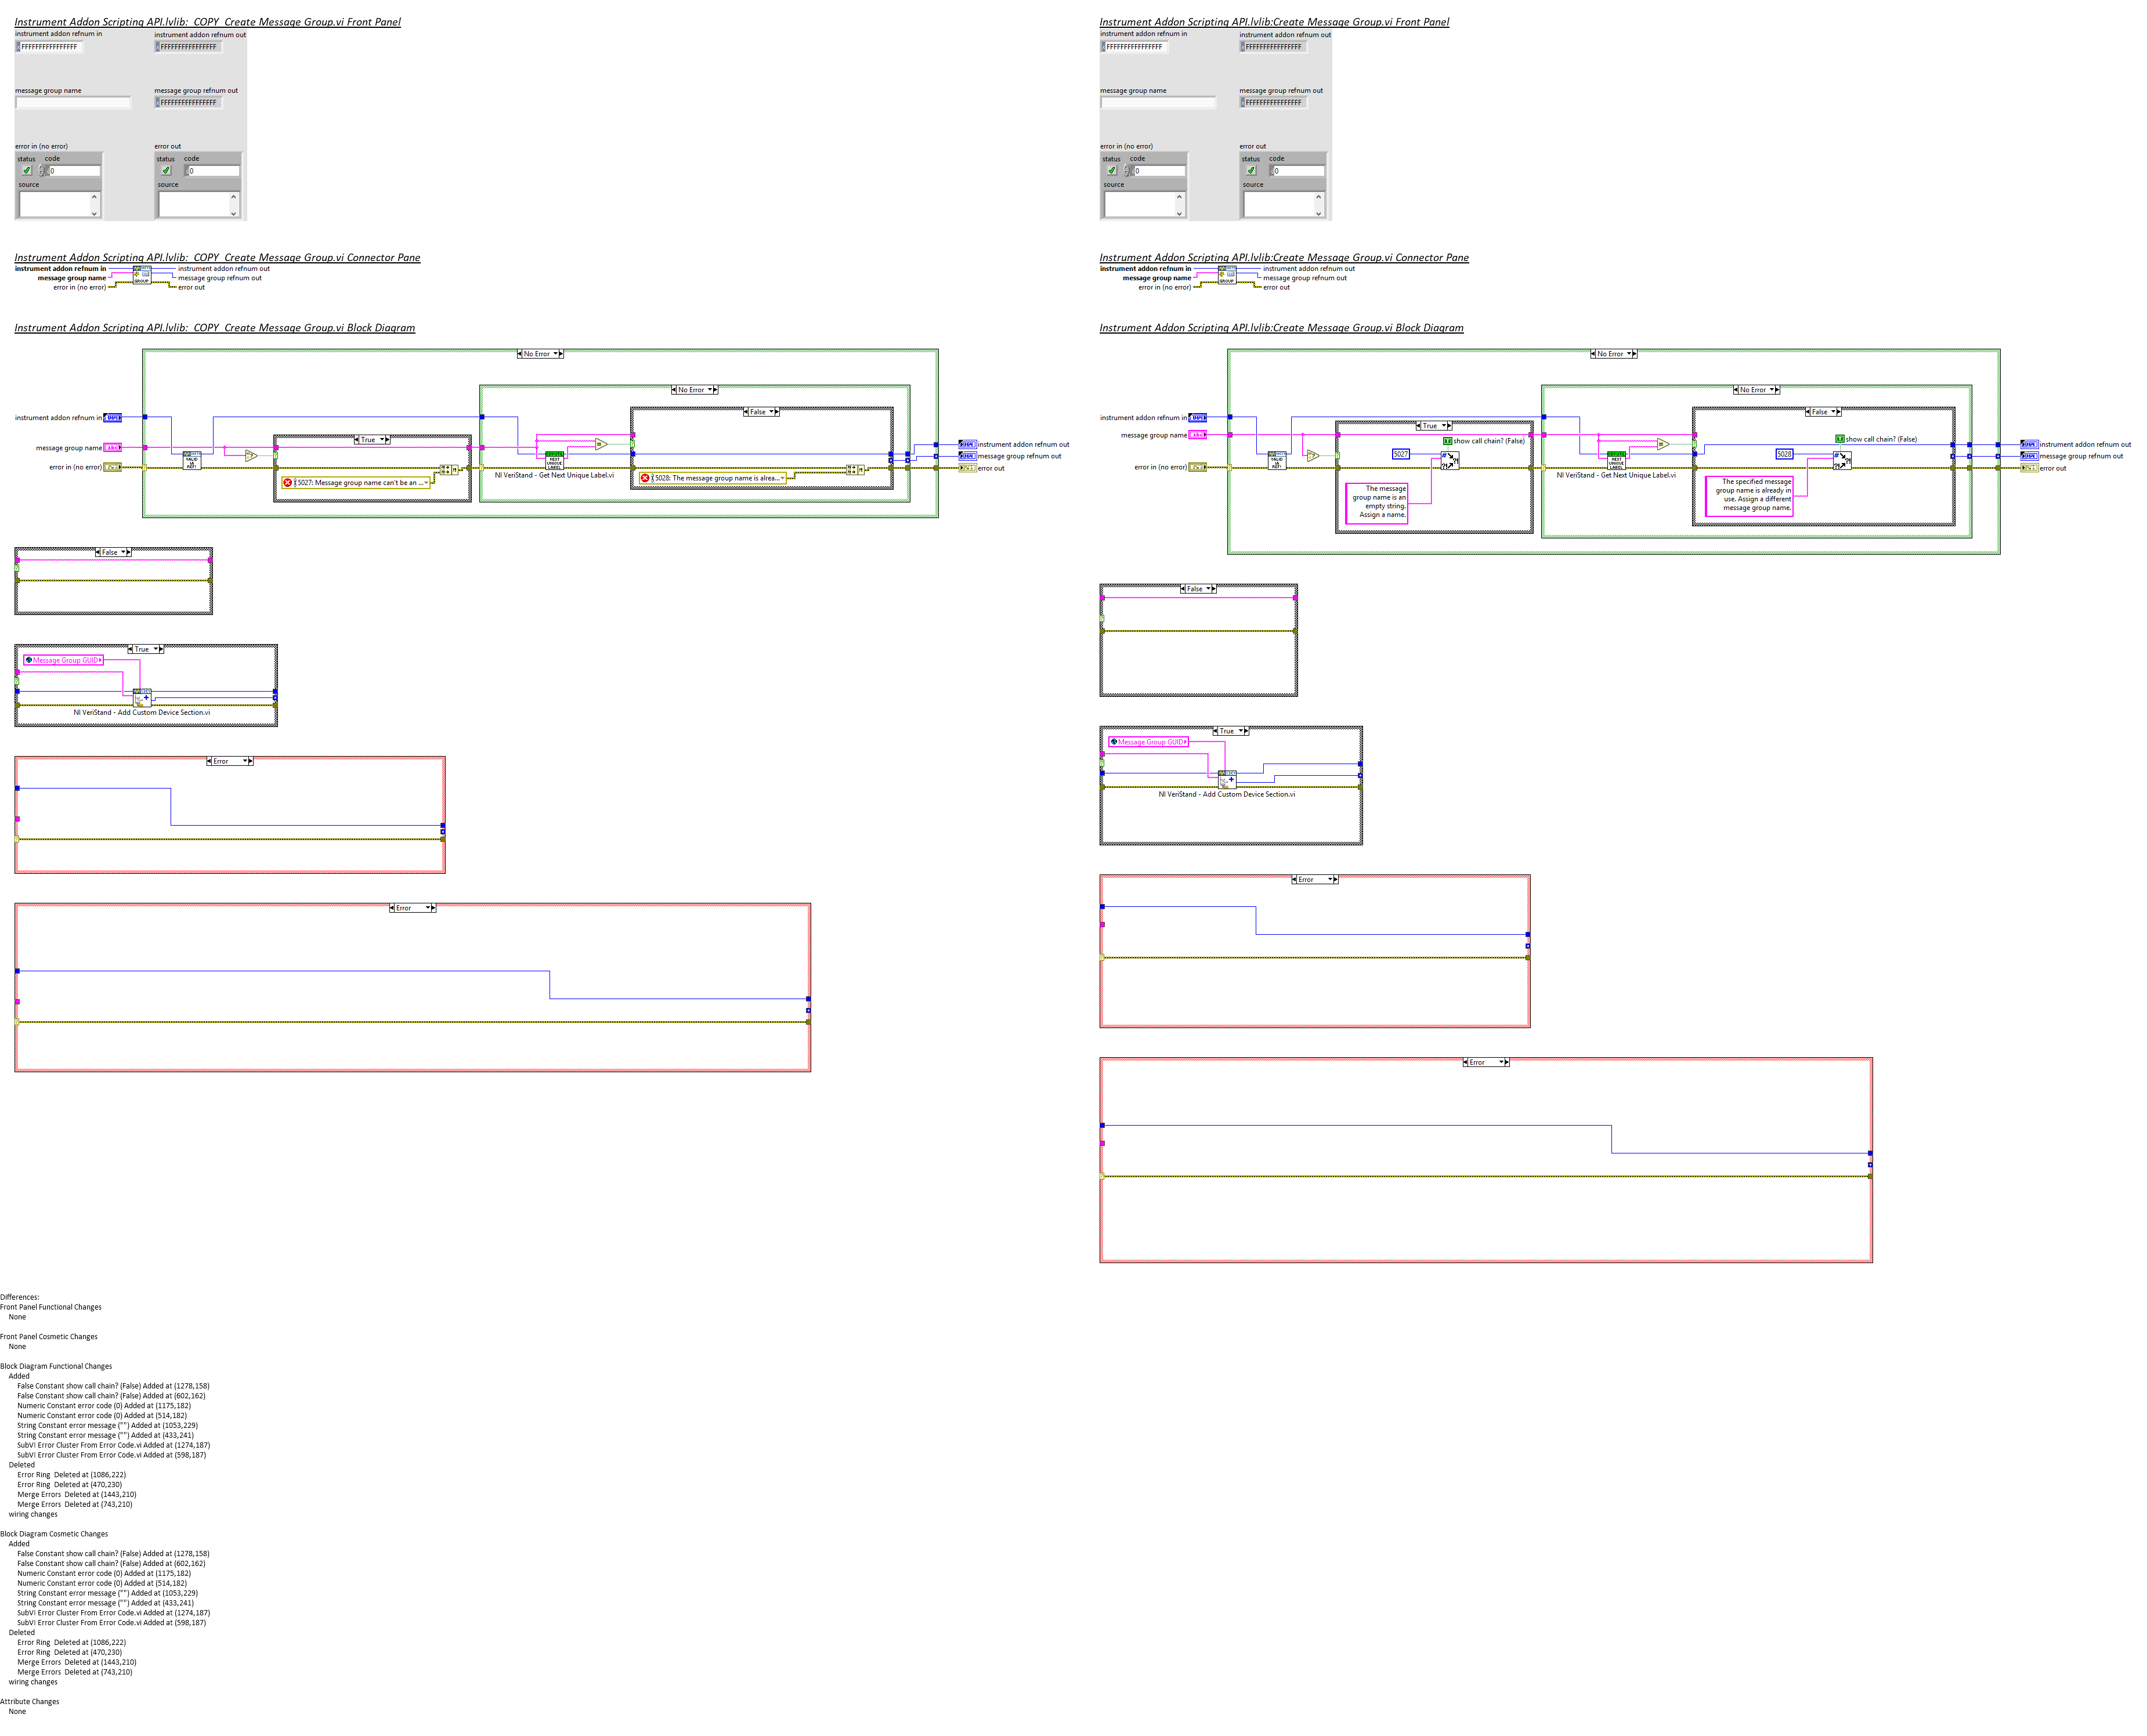 Instrument Addon Scripting API.lvlib:_COPY_Create Message Group.vi Front Panel
instrument addon refnum in
instrument addon refnum out
FFFFFFFFFFFFFFFF
FFFFFFFFFFFFFFFF
message group name
message group refnum out
FFFFFFFFFFFFFFFF
error in (no error)
error out
status code
status code
0
0
source
source
Instrument Addon Scripting API.lvlib:_COPY_Create Message Group.vi Connector Pane
instrument addon refnum in
instrument addon refnum out
message group name
message group refnum out
error in (no error)
error out
GROUP
Instrument Addon Scripting API.lvlib:_COPY_Create Message Group.vi Block Diagram
No Error
No Error
False
instrument addon refnum in
message group name
True
instrument addon refnum out
message group refnum out
error in (no error)
error out
VALID
REF?
NEXT
UNIQUE
LABEL
NI VeriStand - Get Next Unique Label.vi
5027: Message group name can't be an ...
5028: The message group name is alrea...
False
True
Message Group GUID
NI VeriStand - Add Custom Device Section.vi
Error
Error
Instrument Addon Scripting API.lvlib:Create Message Group.vi Front Panel
instrument addon refnum in
instrument addon refnum out
FFFFFFFFFFFFFFFF
FFFFFFFFFFFFFFFF
message group name
message group refnum out
FFFFFFFFFFFFFFFF
error in (no error)
error out
status code
status code
0
0
source
source
Instrument Addon Scripting API.lvlib:Create Message Group.vi Connector Pane
instrument addon refnum in
instrument addon refnum out
message group name
message group refnum out
error in (no error)
error out
GROUP
Instrument Addon Scripting API.lvlib:Create Message Group.vi Block Diagram
No Error
No Error
False
instrument addon refnum in
message group name
True
show call chain? (False)
show call chain? (False)
instrument addon refnum out
message group refnum out
error in (no error)
error out
5027
5028
VALID
REF?
NEXT
UNIQUE
LABEL
NI VeriStand - Get Next Unique Label.vi
The message
group name is an
empty string.
Assign a name.
The specified message
group name is already in
use. Assign a different
message group name.
False
True
Message Group GUID
NI VeriStand - Add Custom Device Section.vi
Error
Error
Differences:
Front Panel Functional Changes
None
Front Panel Cosmetic Changes
None
Block Diagram Functional Changes
Added
False Constant show call chain? (False) Added at (1278,158)
False Constant show call chain? (False) Added at (602,162)
Numeric Constant error code (0) Added at (1175,182)
Numeric Constant error code (0) Added at (514,182)
String Constant error message ("") Added at (1053,229)
String Constant error message ("") Added at (433,241)
SubVI Error Cluster From Error Code.vi Added at (1274,187)
SubVI Error Cluster From Error Code.vi Added at (598,187)
Deleted
Error Ring  Deleted at (1086,222)
Error Ring  Deleted at (470,230)
Merge Errors  Deleted at (1443,210)
Merge Errors  Deleted at (743,210)
wiring changes
Block Diagram Cosmetic Changes
Added
False Constant show call chain? (False) Added at (1278,158)
False Constant show call chain? (False) Added at (602,162)
Numeric Constant error code (0) Added at (1175,182)
Numeric Constant error code (0) Added at (514,182)
String Constant error message ("") Added at (1053,229)
String Constant error message ("") Added at (433,241)
SubVI Error Cluster From Error Code.vi Added at (1274,187)
SubVI Error Cluster From Error Code.vi Added at (598,187)
Deleted
Error Ring  Deleted at (1086,222)
Error Ring  Deleted at (470,230)
Merge Errors  Deleted at (1443,210)
Merge Errors  Deleted at (743,210)
wiring changes
Attribute Changes
None